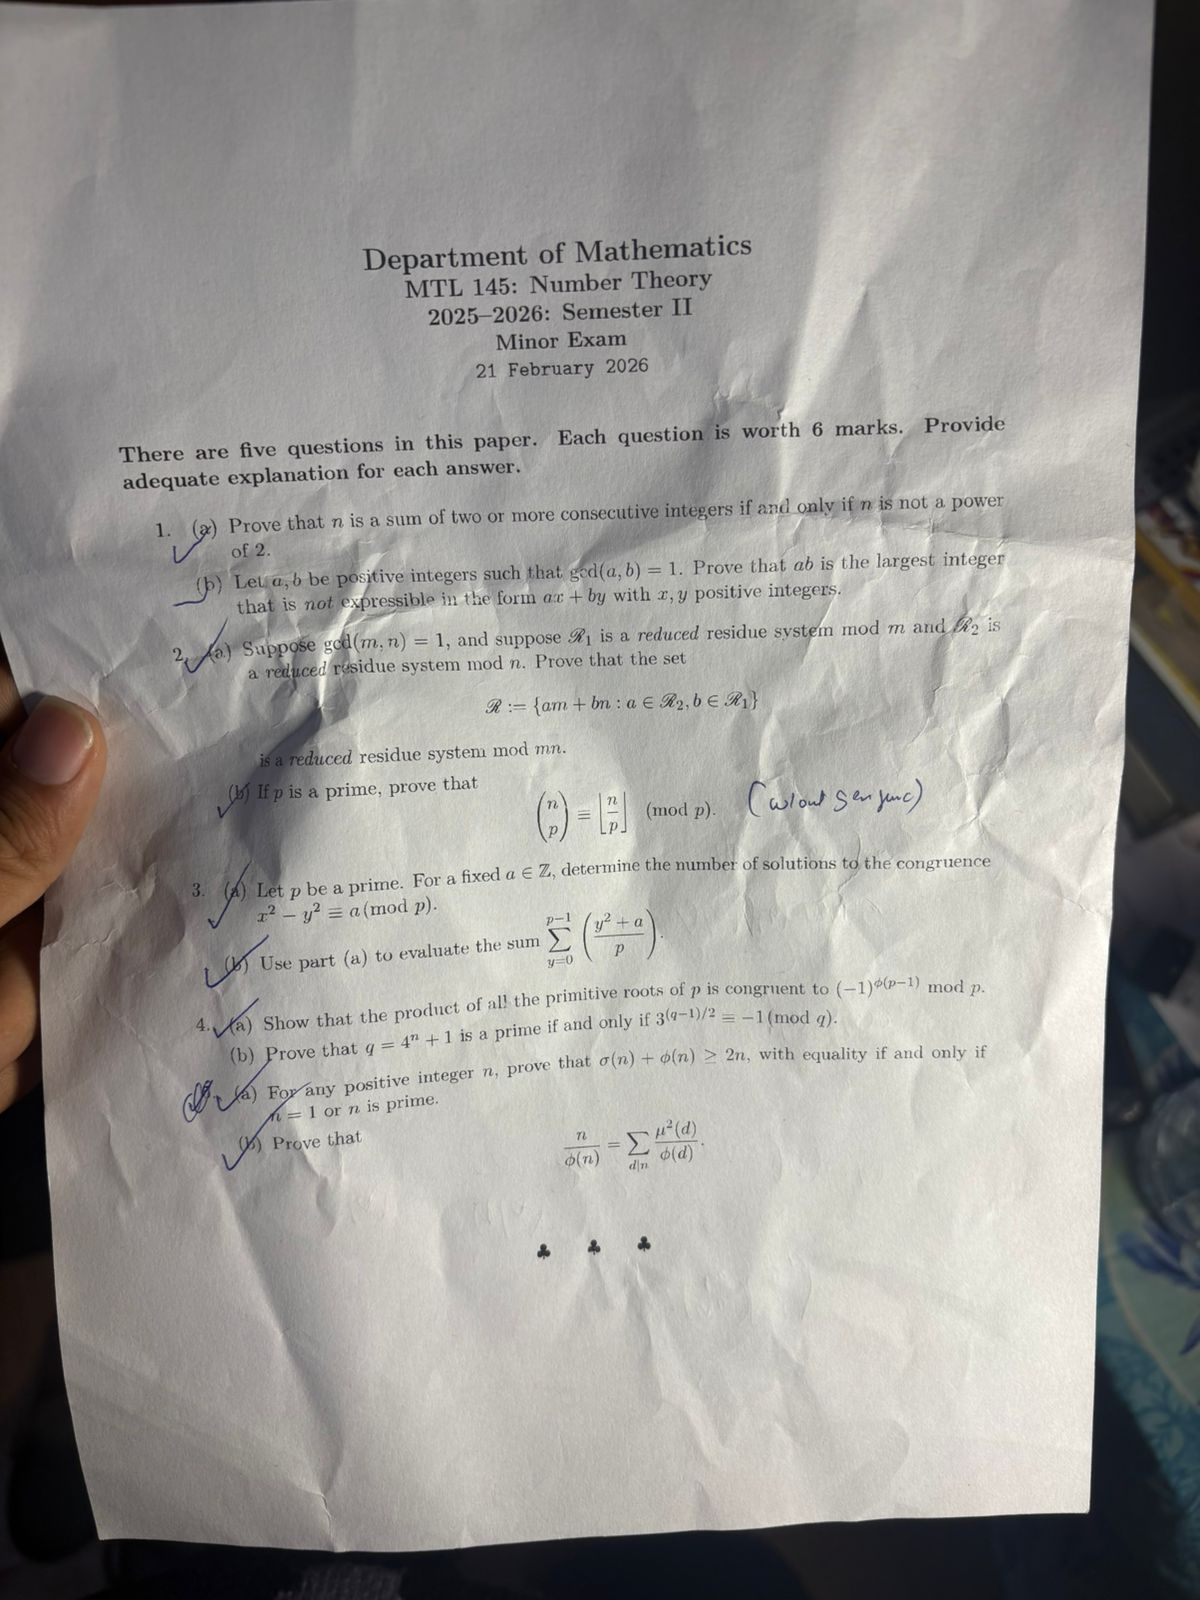 Department of Mathematics
MTL 145: Number Theory
2025–2026: Semester II
Minor Exam
21 February 2026
There are five questions in this paper. Each question is worth 6 marks. Provide
adequate explanation for each answer.
1. (a) Prove that n is a sum of two or more consecutive integers if and only if n is not a power
of 2.
(b) Let a, b be positive integers such that gcd(a, b) = 1. Prove that ab is the largest integer
that is not expressible in the form ax + by with x, y positive integers.
2. (a) Suppose gcd(m, n) = 1, and suppose ℛ₁ is a reduced residue system mod m and ℛ₂ is
a reduced residue system mod n. Prove that the set
ℛ := {am + bn : a ∈ ℛ₂, b ∈ ℛ₁}
is a reduced residue system mod mn.
(b) If p is a prime, prove that
(n p) ≡ ⌊n/p⌋ (mod p).
3. (a) Let p be a prime. For a fixed a ∈ ℤ, determine the number of solutions to the congruence
x² − y² ≡ a (mod p).
(b) Use part (a) to evaluate the sum ∑_{y=0}^{p−1} ((y² + a)/p).
4. (a) Show that the product of all the primitive roots of p is congruent to (−1)^{ϕ(p−1)} mod p.
(b) Prove that q = 4ⁿ + 1 is a prime if and only if 3^{(q−1)/2} ≡ −1 (mod q).
(a) For any positive integer n, prove that σ(n) + ϕ(n) ≥ 2n, with equality if and only if
n = 1 or n is prime.
(b) Prove that
n/ϕ(n) = ∑_{d|n} μ²(d)/ϕ(d).
♣ ♣ ♣